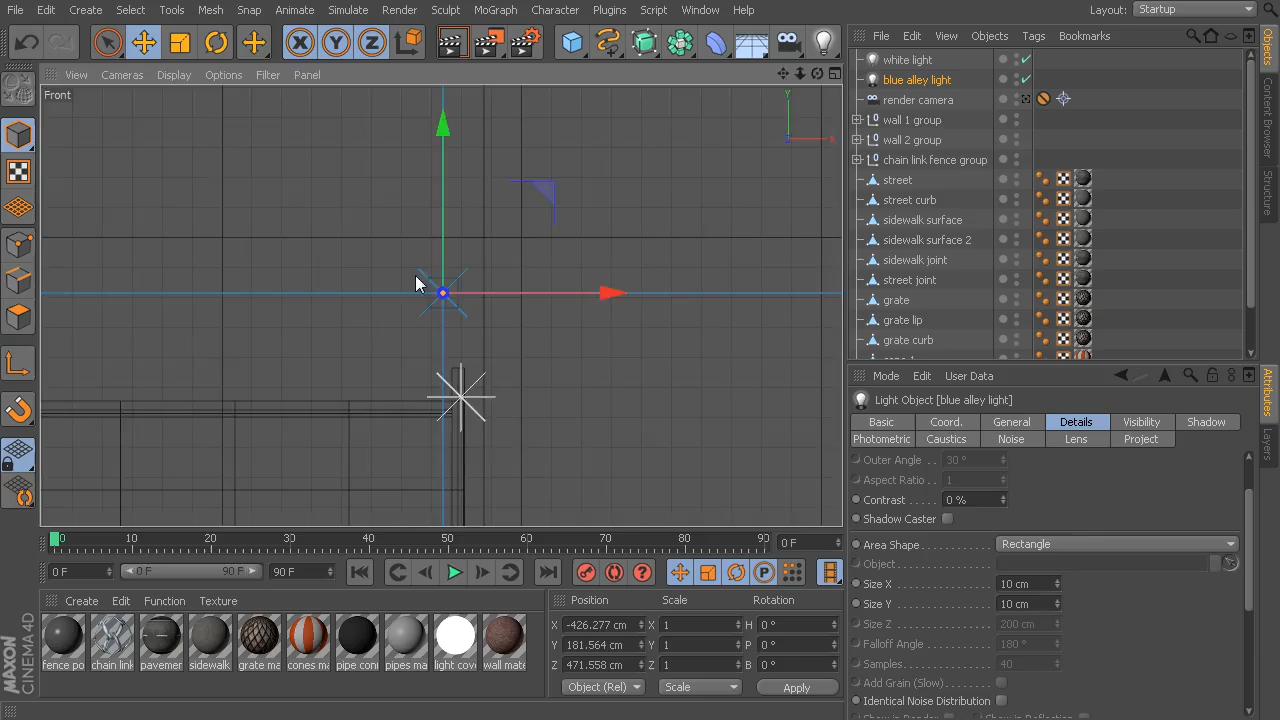 File Edit Create Select Tools Mesh Snap Animate Simulate Render Sculpt MoGraph Character Plugins Script Window Help Layout: Startup
View Cameras Display Options Filter Panel
Front
Y
X
File Edit View Objects Tags Bookmarks
white light
blue alley light
render camera
wall 1 group
wall 2 group
chain link fence group
street
street curb
sidewalk surface
sidewalk surface 2
sidewalk joint
street joint
grate
grate lip
grate curb
Objects
Content Browser
Structure
Mode Edit User Data
Light Object [blue alley light]
Basic Coord. General Details Visibility Shadow
Photometric Caustics Noise Lens Project
Outer Angle . . 30 °
Aspect Ratio . 1
Contrast . . . . 0 %
Shadow Caster
Area Shape . . . . . . . . Rectangle
Object . . . . . . . . . . .
Size X . . . . . . . . . . . 10 cm
Size Y . . . . . . . . . . . 10 cm
Size Z . . . . . . . . . . . 200 cm
Falloff Angle . . . . . . . 180 °
Samples . . . . . . . . . . 40
Add Grain (Slow) . . . . .
Identical Noise Distribution
Attributes
Layers
0 10 20 30 40 50 60 70 80 90 0 F
0 F 0 F 90 F 90 F
Create Edit Function Texture
fence po chain link pavemer sidewalk grate ma cones m pipe coni pipes ma light cove wall mate
Position Scale Rotation
X -426.277 cm X 1 H 0 °
Y 181.564 cm Y 1 P 0 °
Z 471.558 cm Z 1 B 0 °
Object (Rel) Scale Apply
MAXON
CINEMA 4D